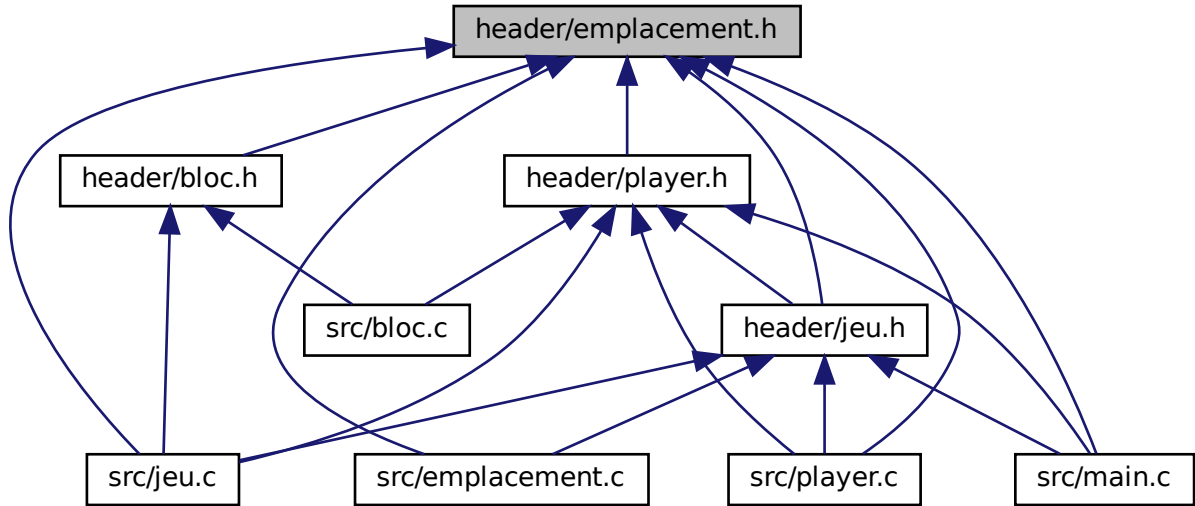 header/emplacement.h
header/bloc.h
header/player.h
src/bloc.c
header/jeu.h
src/jeu.c
src/emplacement.c
src/player.c
src/main.c